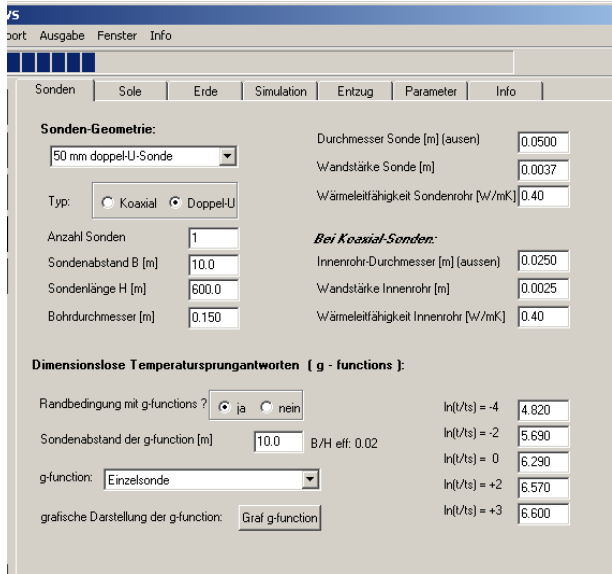 ys
port Ausgabe Fenster Info
Sonden Sole Erde Simulation Entzug Parameter Info
Sonden-Geometrie:
50 mm doppel-U-Sonde
Typ: Koaxial Doppel-U
Anzahl Sonden 1
Sondenabstand B [m] 10.0
Sondenlänge H [m] 600.0
Bohrdurchmesser [m] 0.150
Durchmesser Sonde [m] (ausen) 0.0500
Wandstärke Sonde [m] 0.0037
Wärmeleitfähigkeit Sondenrohr [W/mK] 0.40
Bei Koaxial-Sonden:
Innenrohr-Durchmesser [m] (aussen) 0.0250
Wandstärke Innenrohr [m] 0.0025
Wärmeleitfähigkeit Innenrohr [W/mK] 0.40
Dimensionslose Temperatursprungantworten ( g - functions ):
Randbedingung mit g-functions ? ja nein
Sondenabstand der g-function [m] 10.0 B/H eff: 0.02
g-function: Einzelsonde
grafische Darstellung der g-function: Graf g-function
ln(t/ts) = -4 4.820
ln(t/ts) = -2 5.690
ln(t/ts) = 0 6.290
ln(t/ts) = +2 6.570
ln(t/ts) = +3 6.600